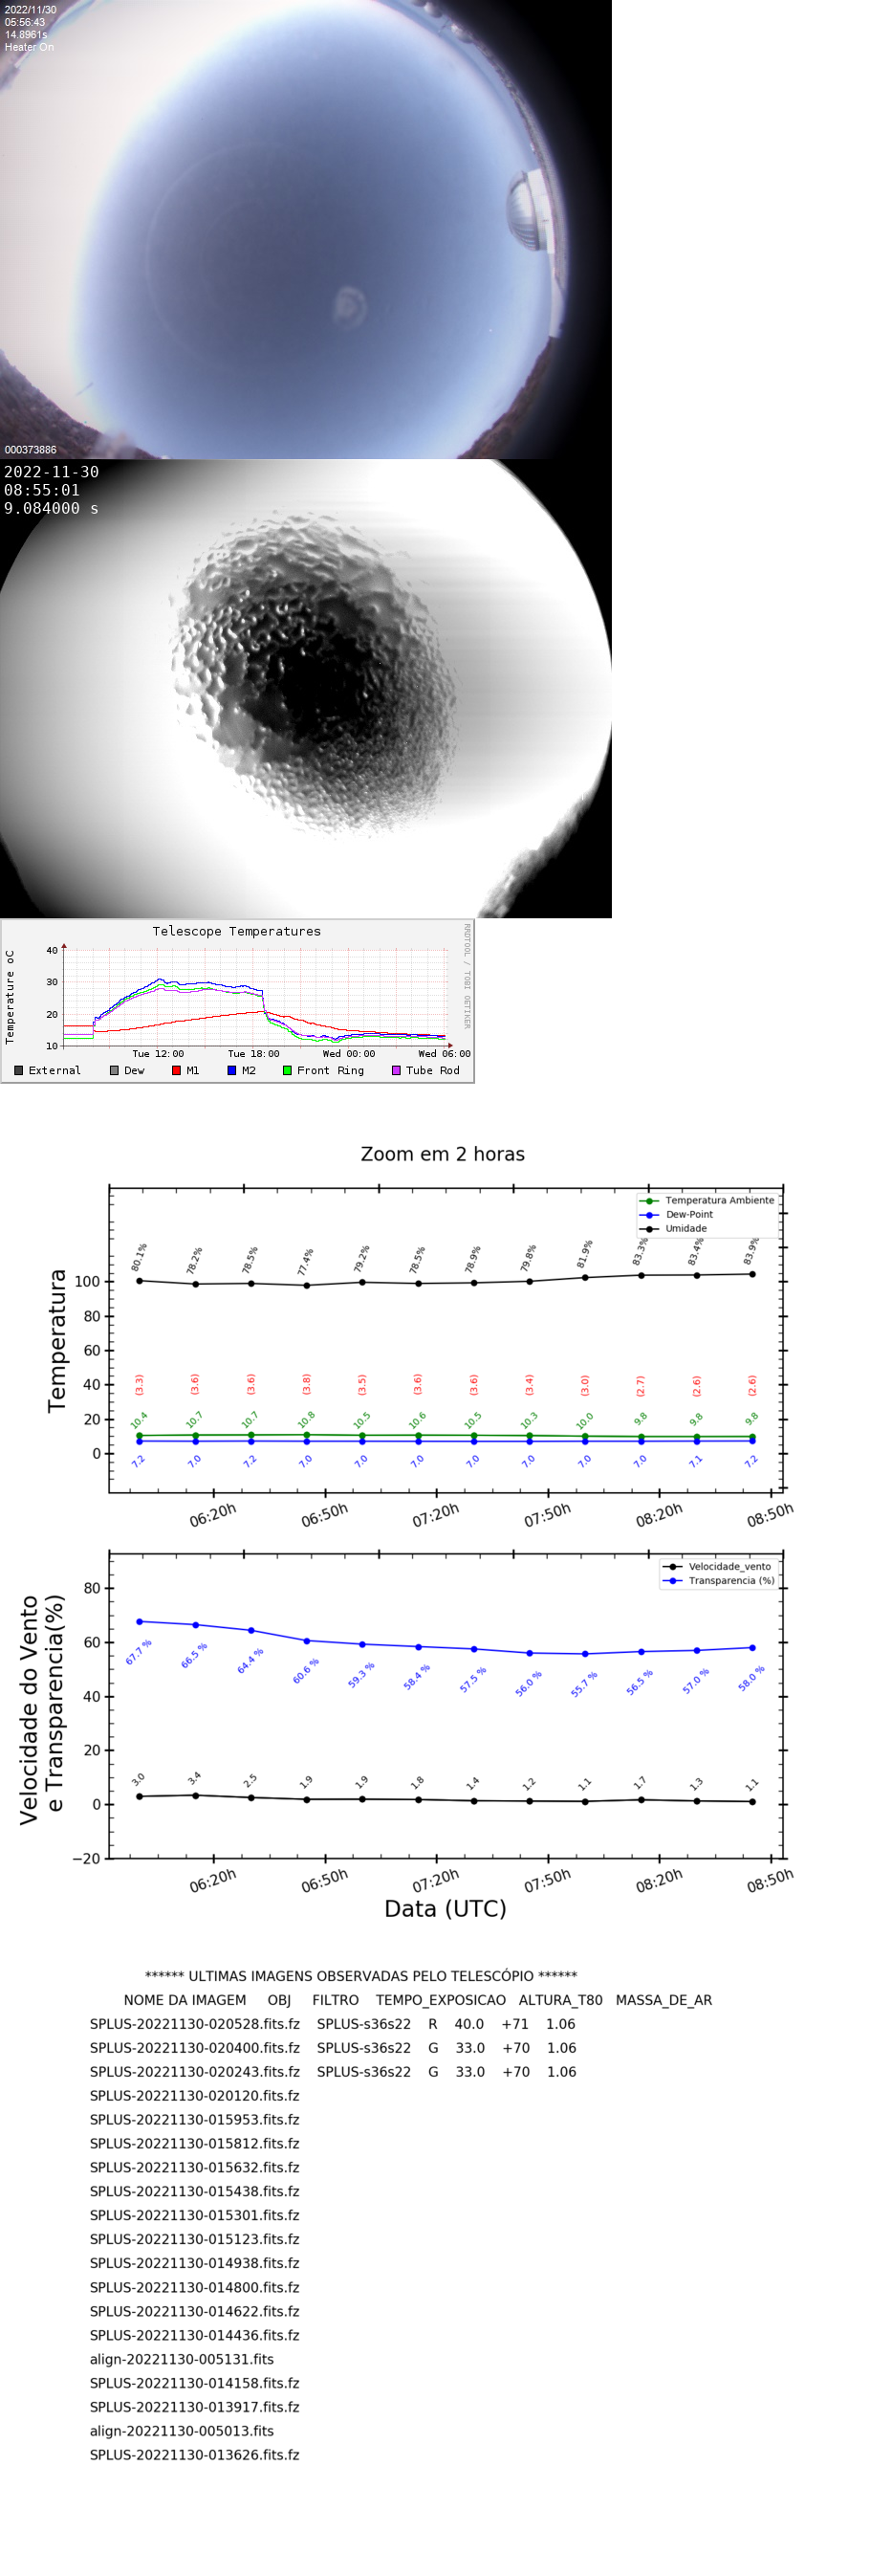 2022/11/30
05:56:43
14.8961s
Heater On
000373886
2022-11-30
08:55:01
9.084000 s
Telescope Temperatures
RRDTOOL / TOBI OETIKER
Temperature oC
40
30
20
10
Tue 12:00 Tue 18:00 Wed 00:00 Wed 06:00
External Dew M1 M2 Front Ring Tube Rod
Zoom em 2 horas
Temperatura Ambiente
Dew-Point
Umidade
Temperatura
100
80
60
40
20
0
80.1% 78.2% 78.5% 77.4% 79.2% 78.5% 78.9% 79.8% 81.9% 83.3% 83.4% 83.9%
(3.3) (3.6) (3.6) (3.8) (3.5) (3.6) (3.6) (3.4) (3.0) (2.7) (2.6) (2.6)
10.4 10.7 10.7 10.8 10.5 10.6 10.5 10.3 10.0 9.8 9.8 9.8
7.2 7.0 7.2 7.0 7.0 7.0 7.0 7.0 7.0 7.0 7.1 7.2
06:20h 06:50h 07:20h 07:50h 08:20h 08:50h
Velocidade_vento
Transparencia (%)
Velocidade do Vento
e Transparencia(%)
80
60
40
20
0
−20
67.7 % 66.5 % 64.4 % 60.6 % 59.3 % 58.4 % 57.5 % 56.0 % 55.7 % 56.5 % 57.0 % 58.0 %
3.0 3.4 2.5 1.9 1.9 1.8 1.4 1.2 1.1 1.7 1.3 1.1
06:20h 06:50h 07:20h 07:50h 08:20h 08:50h
Data (UTC)
****** ULTIMAS IMAGENS OBSERVADAS PELO TELESCÓPIO ******
NOME DA IMAGEM OBJ FILTRO TEMPO_EXPOSICAO ALTURA_T80 MASSA_DE_AR
SPLUS-20221130-020528.fits.fz SPLUS-s36s22 R 40.0 +71 1.06
SPLUS-20221130-020400.fits.fz SPLUS-s36s22 G 33.0 +70 1.06
SPLUS-20221130-020243.fits.fz SPLUS-s36s22 G 33.0 +70 1.06
SPLUS-20221130-020120.fits.fz
SPLUS-20221130-015953.fits.fz
SPLUS-20221130-015812.fits.fz
SPLUS-20221130-015632.fits.fz
SPLUS-20221130-015438.fits.fz
SPLUS-20221130-015301.fits.fz
SPLUS-20221130-015123.fits.fz
SPLUS-20221130-014938.fits.fz
SPLUS-20221130-014800.fits.fz
SPLUS-20221130-014622.fits.fz
SPLUS-20221130-014436.fits.fz
align-20221130-005131.fits
SPLUS-20221130-014158.fits.fz
SPLUS-20221130-013917.fits.fz
align-20221130-005013.fits
SPLUS-20221130-013626.fits.fz